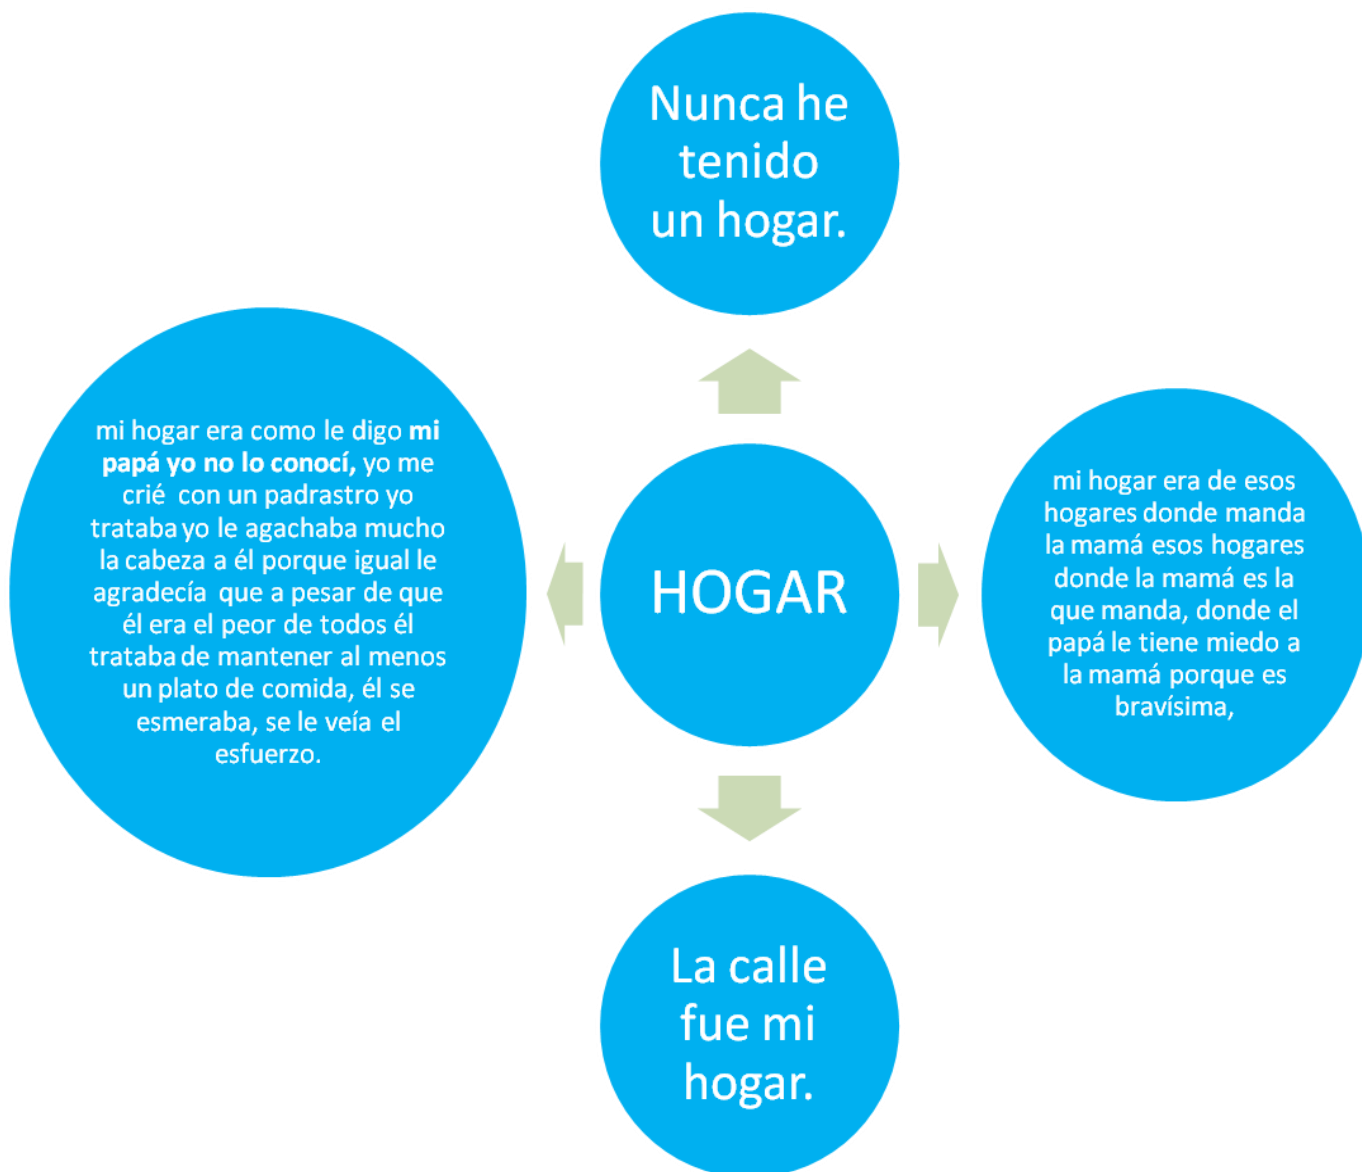 Nunca he
tenido
un hogar.
mi hogar era como le digo mi
papá yo no lo conocí, yo me
crié con un padrastro yo
trataba yo le agachaba mucho
la cabeza a él porque igual le
agradecía que a pesar de que
él era el peor de todos él
trataba de mantener al menos
un plato de comida, él se
esmeraba, se le veía el
esfuerzo.
HOGAR
mi hogar era de esos
hogares donde manda
la mamá esos hogares
donde la mamá es la
que manda, donde el
papá le tiene miedo a
la mamá porque es
bravísima,
La calle
fue mi
hogar.